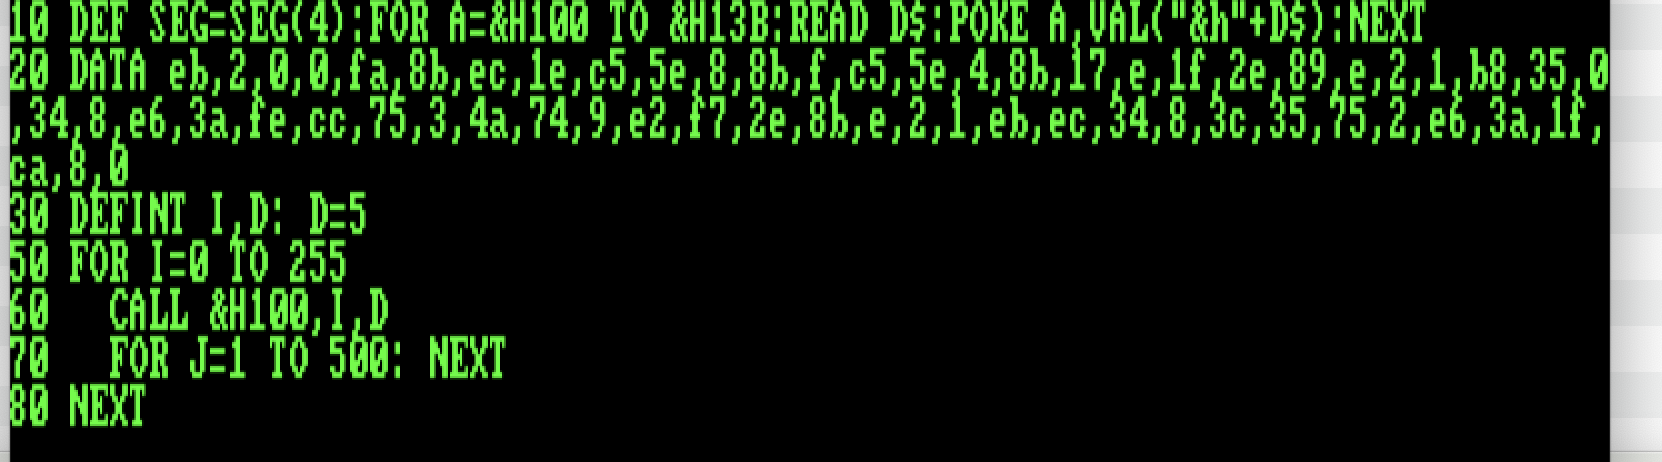 10 DEF SEG=SEG(4):FOR A=&H100 TO &H13B:READ D$:POKE A,VAL("&h"+D$):NEXT
20 DATA eb,2,0,0,fa,8b,ec,1e,c5,5e,8,8b,f,c5,5e,4,8b,17,e,1f,2e,89,e,2,1,b8,35,0
,34,8,e6,3a,fe,cc,75,3,4a,74,9,e2,f7,2e,8b,e,2,1,eb,ec,34,8,3c,35,75,2,e6,3a,1f,
ca,8,0
30 DEFINT I,D: D=5
50 FOR I=0 TO 255
60   CALL &H100,I,D
70   FOR J=1 TO 500: NEXT
80 NEXT